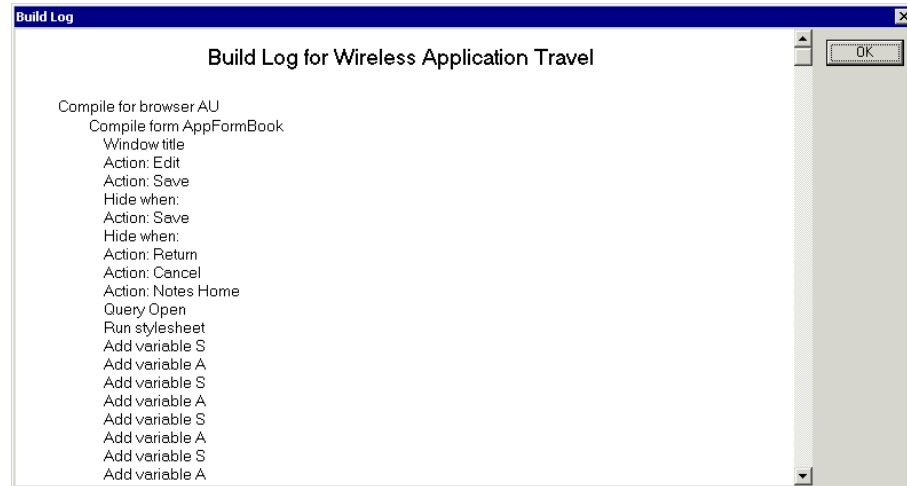 Build Log
OK
Build Log for Wireless Application Travel
Compile for browser AU
Compile form AppFormBook
Window title
Action: Edit
Action: Save
Hide when:
Action: Save
Hide when:
Action: Return
Action: Cancel
Action: Notes Home
Query Open
Run stylesheet
Add variable S
Add variable A
Add variable S
Add variable A
Add variable S
Add variable A
Add variable S
Add variable A